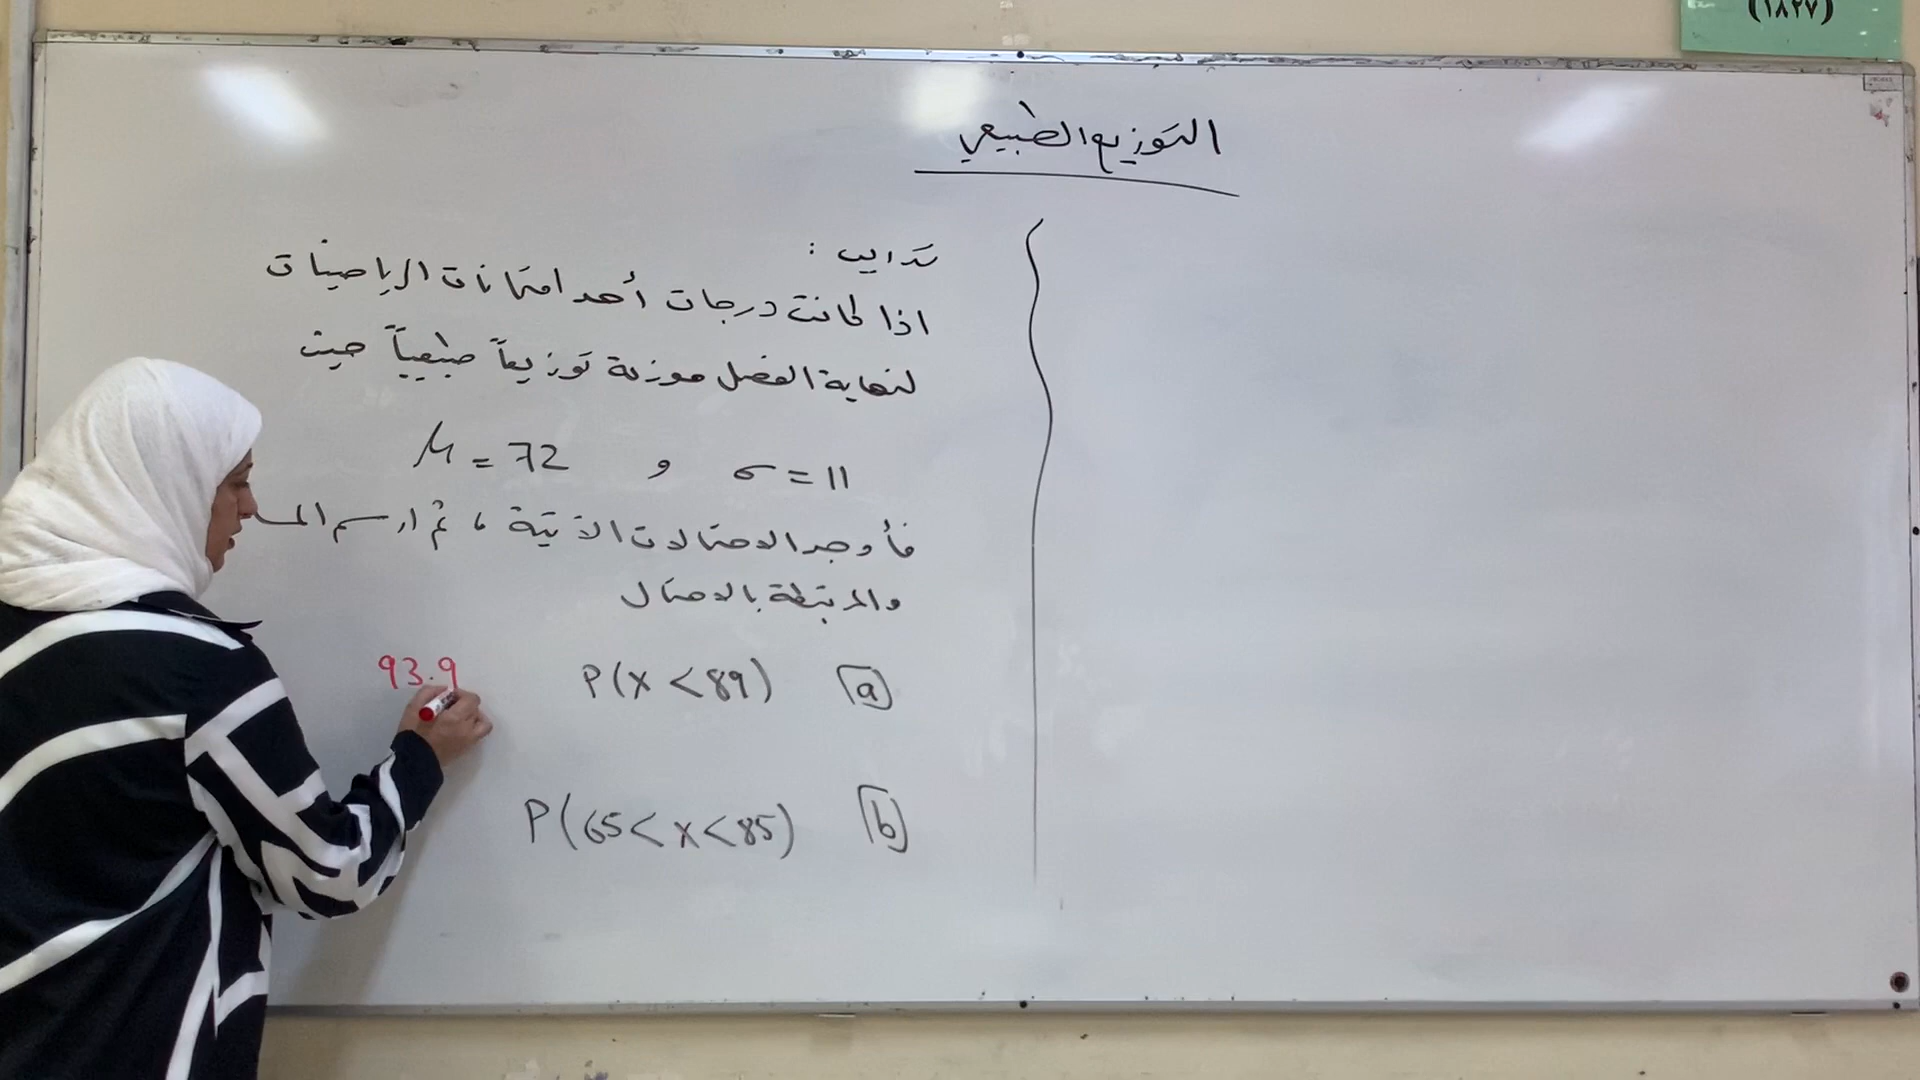 (١٨٢٧)
التوزيع الطبيعي
تدريب :
اذا كانت درجات أحد امتحانات الرياضيات
لنهاية الفصل موزعة توزيعاً طبيعياً حيث
μ = 72 و σ = 11
فأوجد الاحتمالات الآتية ، ثم ارسم
والمرتبطة بالاحتمال
a P(X < 89) 93.9
b P(65 < X < 85)